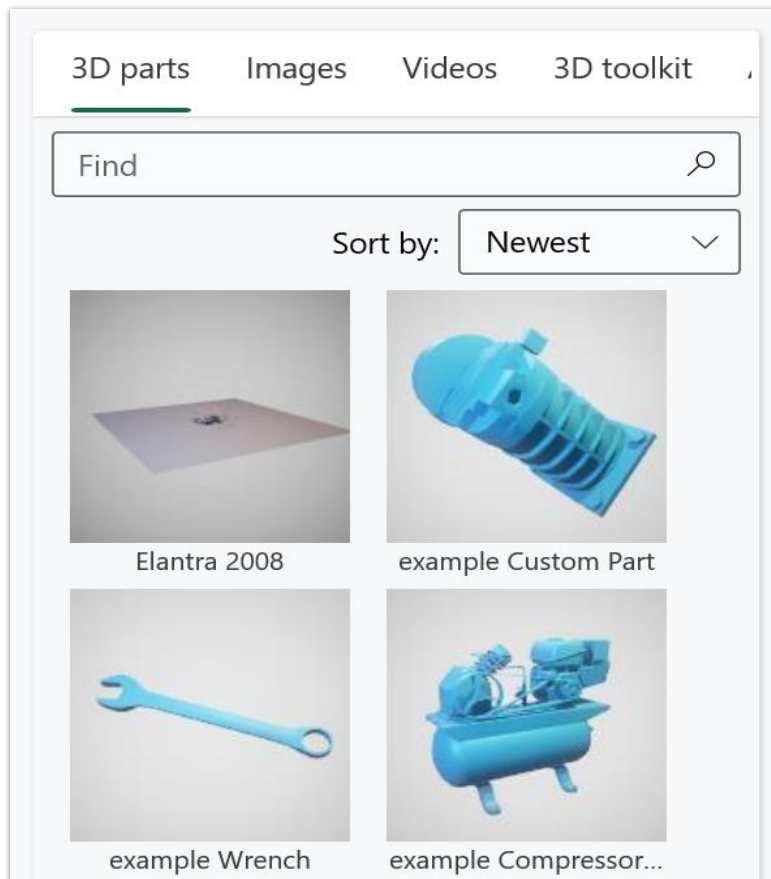 3D parts Images Videos 3D toolkit
Find
Sort by: Newest
Elantra 2008 example Custom Part
example Wrench example Compressor...